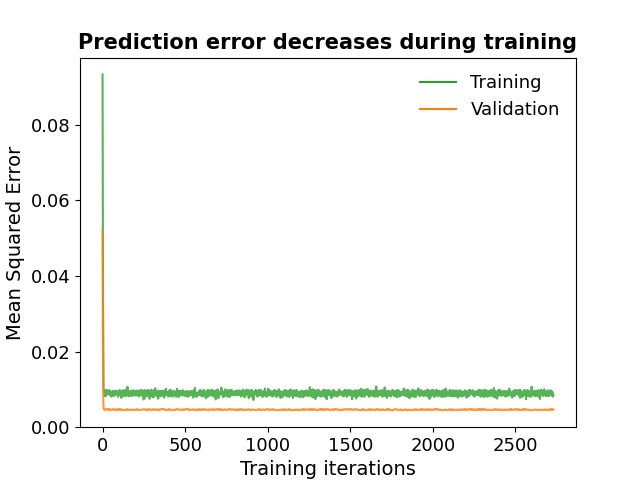 Prediction error decreases during training
Training
Validation
Mean Squared Error
0.08
0.06
0.04
0.02
0.00
0 500 1000 1500 2000 2500
Training iterations